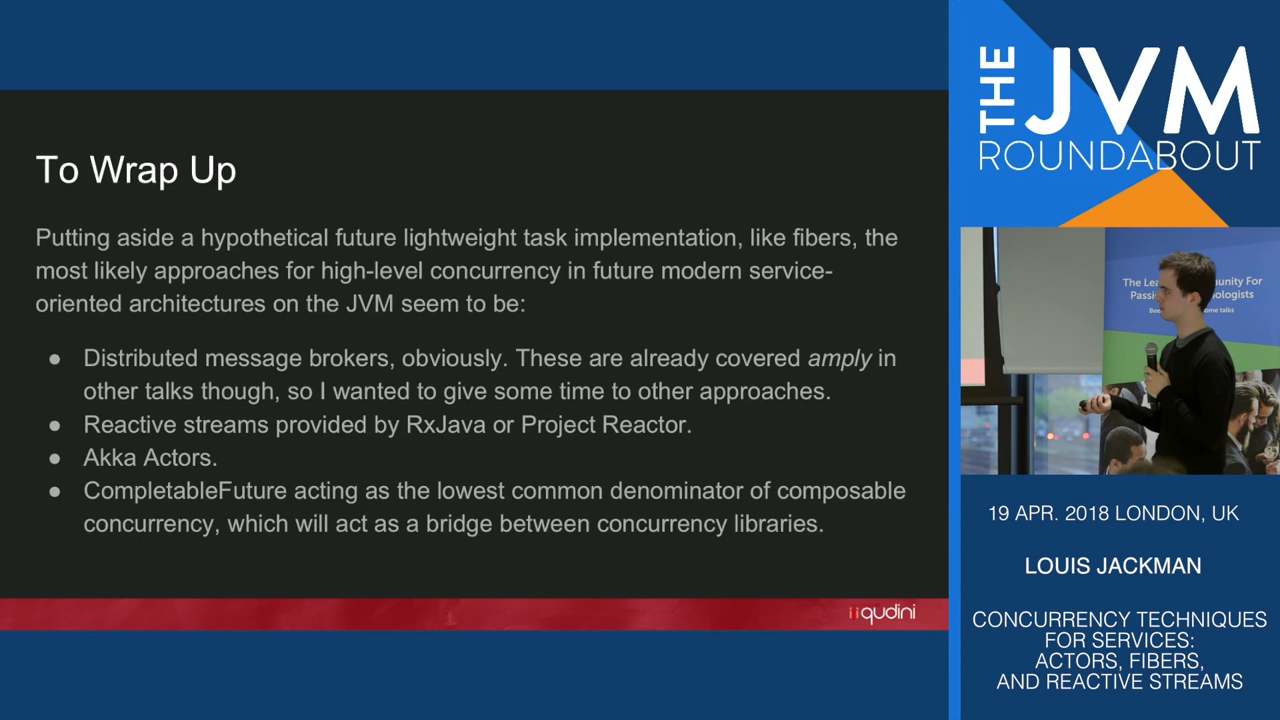 To Wrap Up
Putting aside a hypothetical future lightweight task implementation, like fibers, the
most likely approaches for high-level concurrency in future modern service-
oriented architectures on the JVM seem to be:
● Distributed message brokers, obviously. These are already covered amply in
other talks though, so I wanted to give some time to other approaches.
● Reactive streams provided by RxJava or Project Reactor.
● Akka Actors.
● CompletableFuture acting as the lowest common denominator of composable
concurrency, which will act as a bridge between concurrency libraries.
qudini
THE JVM
ROUNDABOUT
The
unity For
19 APR. 2018 LONDON, UK
LOUIS JACKMAN
CONCURRENCY TECHNIQUES
FOR SERVICES:
ACTORS, FIBERS,
AND REACTIVE STREAMS